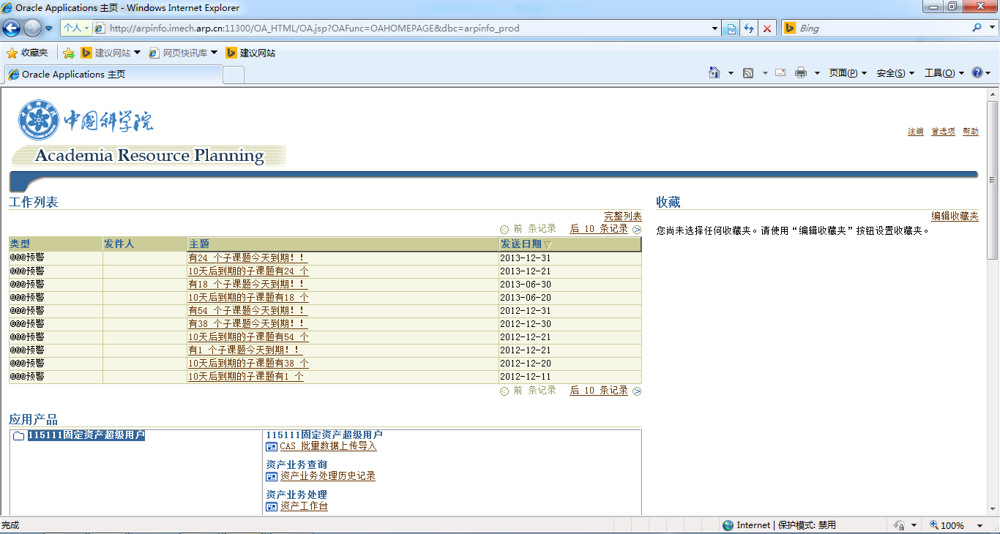 Oracle Applications 主页 - Windows Internet Explorer
个人
http://arpinfo.imech.arp.cn:11300/OA_HTML/OA.jsp?OAFunc=OAHOMEPAGE&dbc=arpinfo_prod
Bing
收藏夹 建议网站 网页快讯库 建议网站
Oracle Applications 主页
页面(P) 安全(S) 工具(O)
中国科学院
Academia Resource Planning
注销 首选项 帮助
工作列表
完整列表
前 条记录 后 10 条记录
类型 发件人 主题 发送日期
@@@预警 有24 个子课题今天到期!! 2013-12-31
@@@预警 10天后到期的子课题有24 个 2013-12-21
@@@预警 有18 个子课题今天到期!! 2013-06-30
@@@预警 10天后到期的子课题有18 个 2013-06-20
@@@预警 有54 个子课题今天到期!! 2012-12-31
@@@预警 有38 个子课题今天到期!! 2012-12-30
@@@预警 10天后到期的子课题有54 个 2012-12-21
@@@预警 有1 个子课题今天到期!! 2012-12-21
@@@预警 10天后到期的子课题有38 个 2012-12-20
@@@预警 10天后到期的子课题有1 个 2012-12-11
前 条记录 后 10 条记录
收藏
编辑收藏夹
您尚未选择任何收藏夹。请使用“编辑收藏夹”按钮设置收藏夹。
应用产品
115111固定资产超级用户
115111固定资产超级用户
CAS 批量数据上传导入
资产业务查询
资产业务处理历史记录
资产业务处理
资产工作台
完成
Internet | 保护模式: 禁用
100%